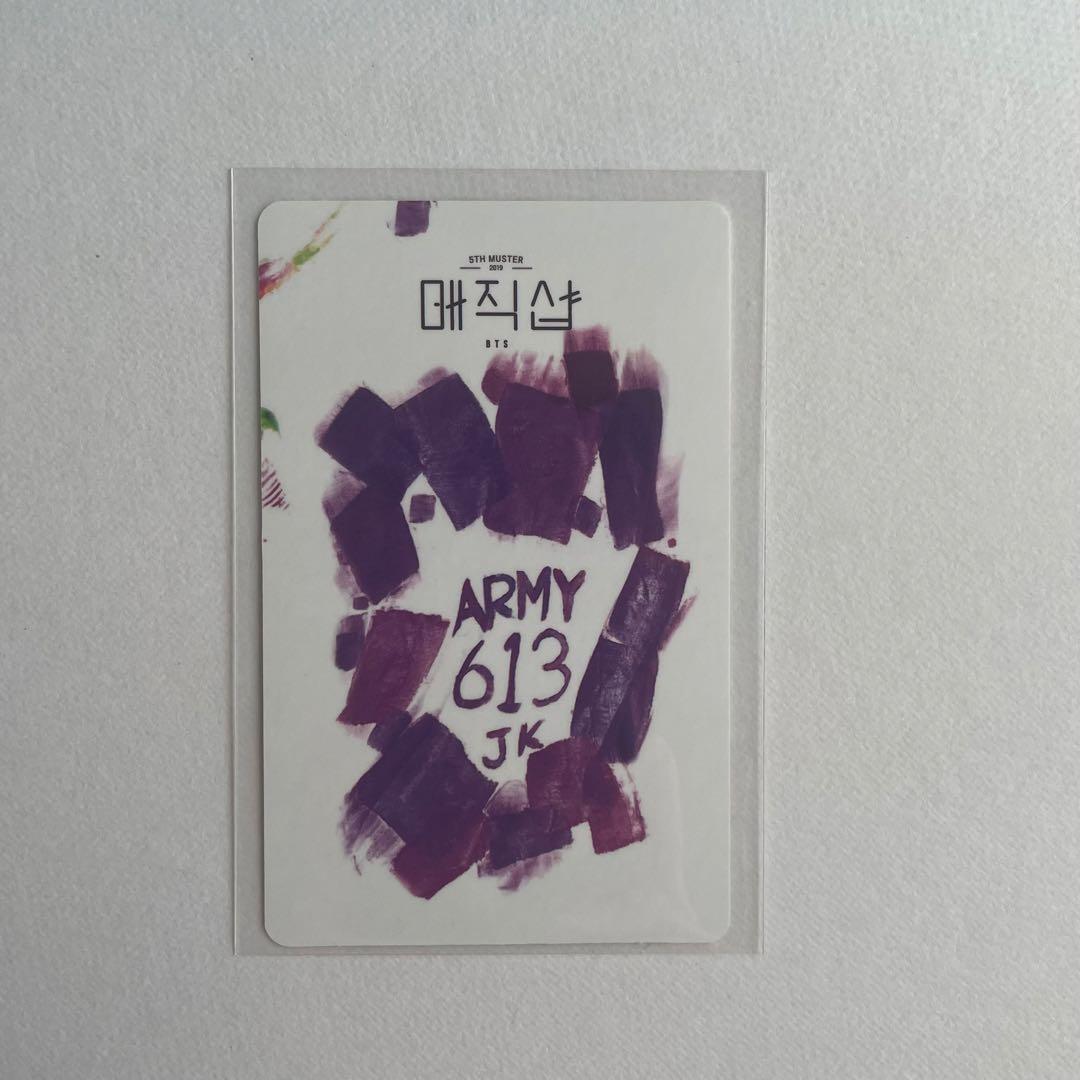 5TH MUSTER
2019
매직샵
BTS
ARMY
613
JK